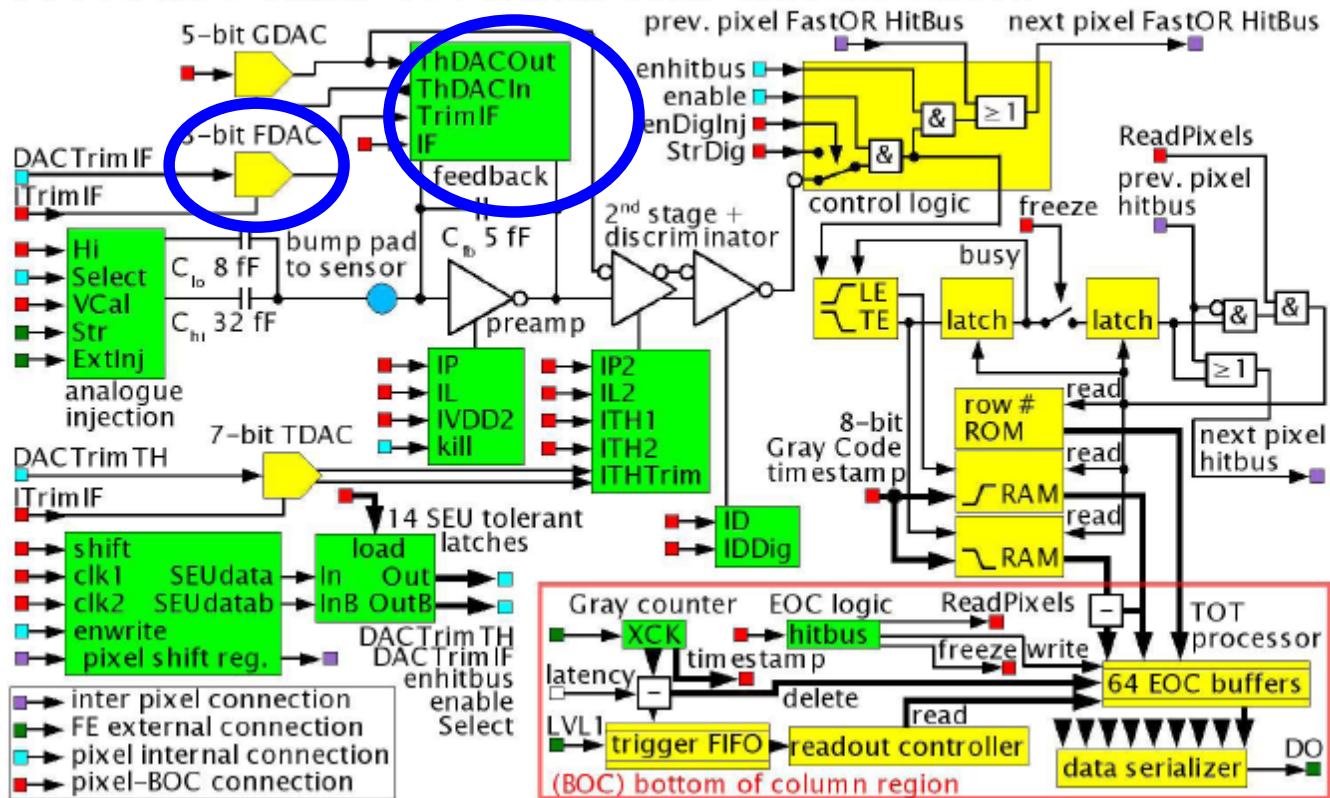 5-bit GDAC
prev. pixel FastOR HitBus
next pixel FastOR HitBus
ThDACOut
ThDACIn
TrimIF
IF
feedback
enhitbus
enable
enDigInj
StrDig
&
&
≥1
control logic
-bit FDAC
DACTrimIF
ITrimIF
ReadPixels
prev. pixel
hitbus
freeze
busy
Hi
Select
VCal
Str
ExtInj
analogue
injection
C lo 8 fF
C hi 32 fF
bump pad
to sensor
C fb 5 fF
preamp
2nd stage +
discriminator
LE
TE
latch
latch
&
&
≥1
next pixel
hitbus
IP
IL
IVDD2
kill
IP2
IL2
ITH1
ITH2
ITHTrim
ID
IDDig
row #
ROM
read
8-bit
Gray Code
timestamp
read
RAM
read
RAM
7-bit TDAC
DACTrimTH
ITrimIF
14 SEU tolerant
latches
shift
clk1
clk2
enwrite
pixel shift reg.
SEUdata
SEUdatab
load
In Out
InB OutB
DACTrimTH
DACTrimIF
enhitbus
enable
Select
inter pixel connection
FE external connection
pixel internal connection
pixel-BOC connection
Gray counter
XCK
timestamp
EOC logic
hitbus
ReadPixels
freeze
write
−
TOT
processor
latency
−
delete
64 EOC buffers
read
LVL1
trigger FIFO
readout controller
data serializer
DO
(BOC) bottom of column region